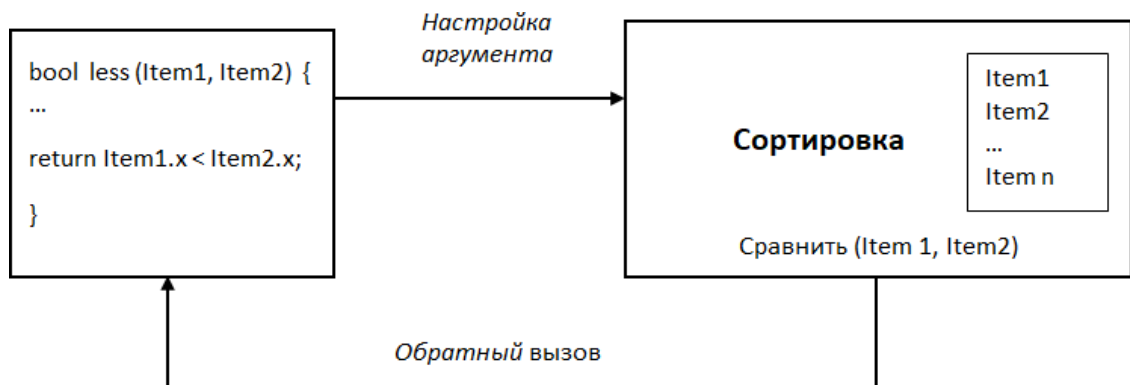 bool less (Item1, Item2) {
...
return Item1.x < Item2.x;
}
Настройка
аргумента
Сортировка
Item1
Item2
...
Item n
Сравнить (Item 1, Item2)
Обратный вызов